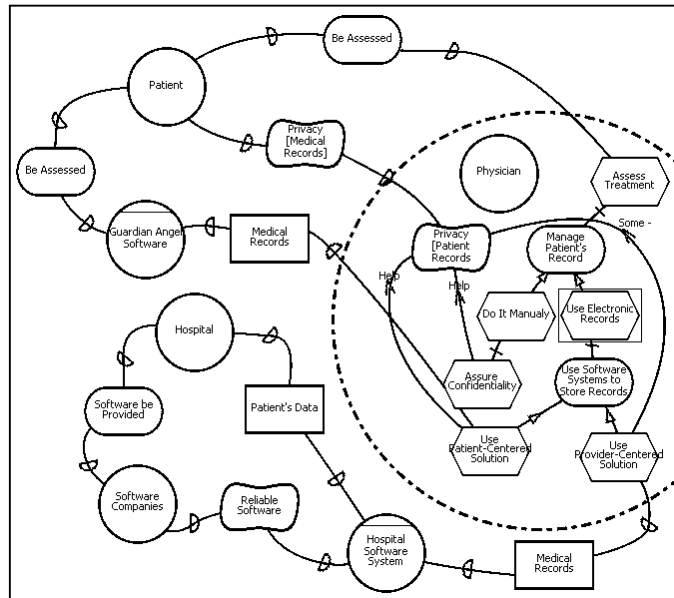 Be Assessed
Patient
Privacy
[Medical
Records]
Physician
Be Assessed
Assess
Treatment
Guardian Angel
Software
Medical
Records
Privacy
[Patient
Records
Some -
Manage
Patient's
Record
Help
Help
Do It Manualy
Use Electronic
Records
Hospital
Assure
Confidentiality
Use Software
Systems to
Store Records
Software be
Provided
Patient's Data
Use
Patient-Centered
Solution
Use
Provider-Centered
Solution
Software
Companies
Reliable
Software
Hospital
Software
System
Medical
Records